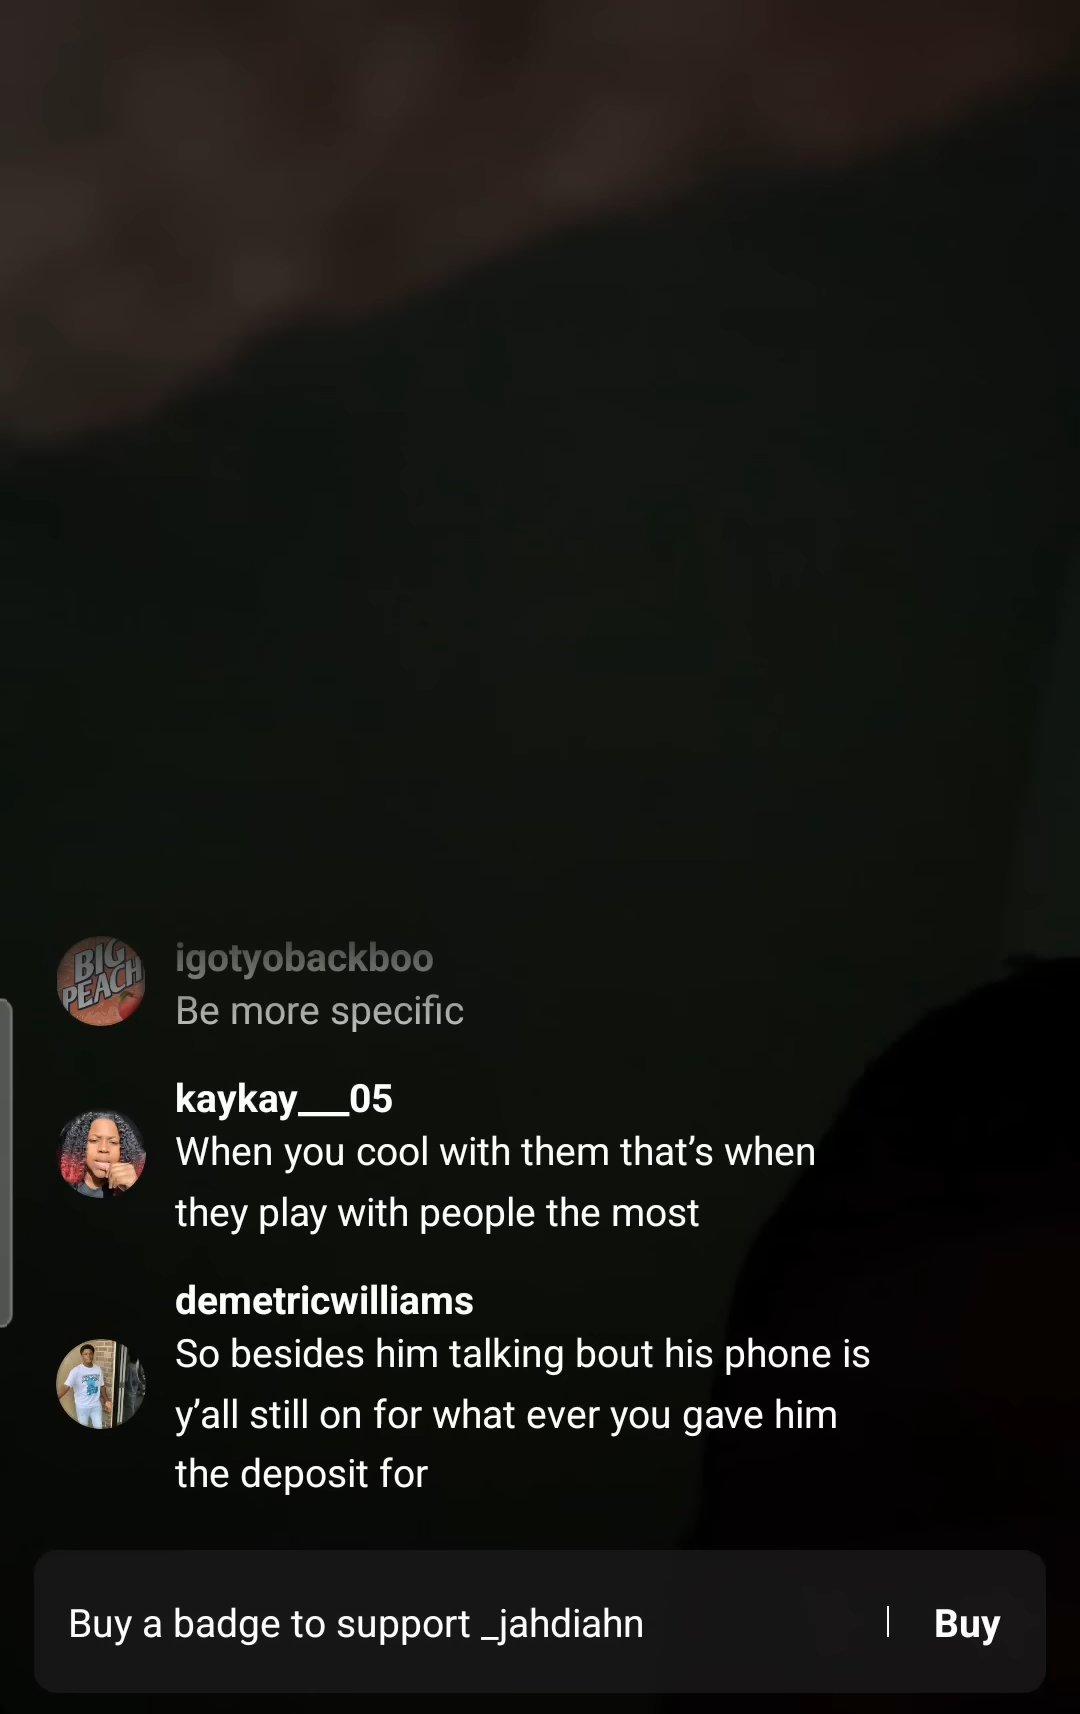 BIG
PEACH
igotyobackboo
Be more specific
kaykay___05
When you cool with them that’s when
they play with people the most
demetricwilliams
So besides him talking bout his phone is
y’all still on for what ever you gave him
the deposit for
Buy a badge to support _jahdiahn
Buy